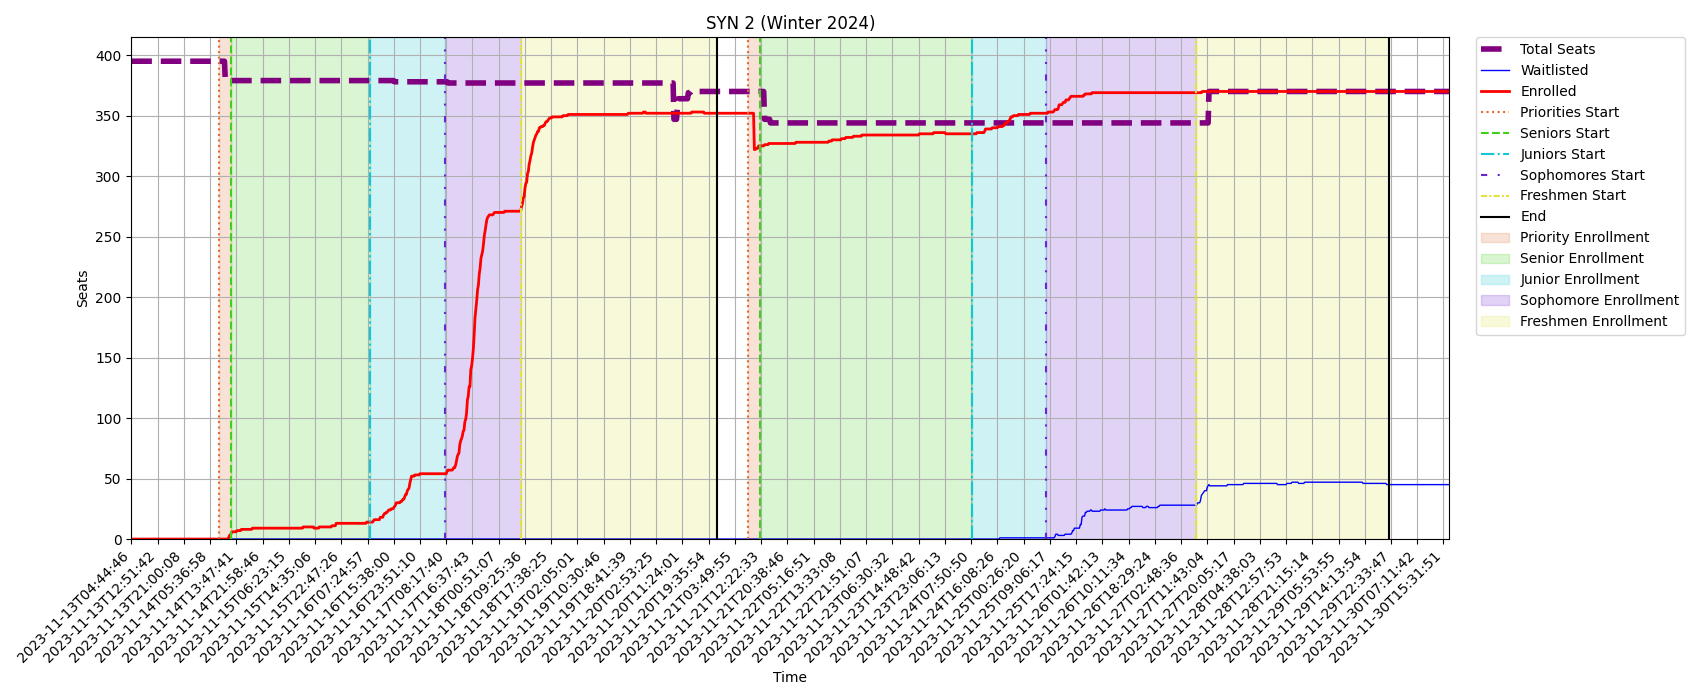 SYN 2 (Winter 2024)
Seats
400
350
300
250
200
150
100
50
0
2023-11-13T04:44:46
2023-11-13T12:51:42
2023-11-13T21:00:08
2023-11-14T05:36:58
2023-11-14T13:47:41
2023-11-14T21:58:46
2023-11-15T06:23:15
2023-11-15T14:35:06
2023-11-15T22:47:26
2023-11-16T07:24:57
2023-11-16T15:38:00
2023-11-16T23:51:10
2023-11-17T08:17:40
2023-11-17T16:37:43
2023-11-18T00:51:07
2023-11-18T09:25:36
2023-11-18T17:38:25
2023-11-19T02:05:01
2023-11-19T10:30:46
2023-11-19T18:41:39
2023-11-20T02:53:25
2023-11-20T11:24:01
2023-11-20T19:35:54
2023-11-21T03:49:55
2023-11-21T12:22:33
2023-11-21T20:38:46
2023-11-22T05:16:51
2023-11-22T13:33:08
2023-11-22T21:51:07
2023-11-23T06:30:32
2023-11-23T14:48:42
2023-11-23T23:06:13
2023-11-24T07:50:50
2023-11-24T16:08:26
2023-11-25T00:26:20
2023-11-25T09:06:17
2023-11-25T17:24:15
2023-11-26T01:42:13
2023-11-26T10:11:34
2023-11-26T18:29:24
2023-11-27T02:48:36
2023-11-27T11:43:04
2023-11-27T20:05:17
2023-11-28T04:38:03
2023-11-28T12:57:53
2023-11-28T21:15:14
2023-11-29T05:53:55
2023-11-29T14:13:54
2023-11-29T22:33:47
2023-11-30T07:11:42
2023-11-30T15:31:51
Time
Total Seats
Waitlisted
Enrolled
Priorities Start
Seniors Start
Juniors Start
Sophomores Start
Freshmen Start
End
Priority Enrollment
Senior Enrollment
Junior Enrollment
Sophomore Enrollment
Freshmen Enrollment